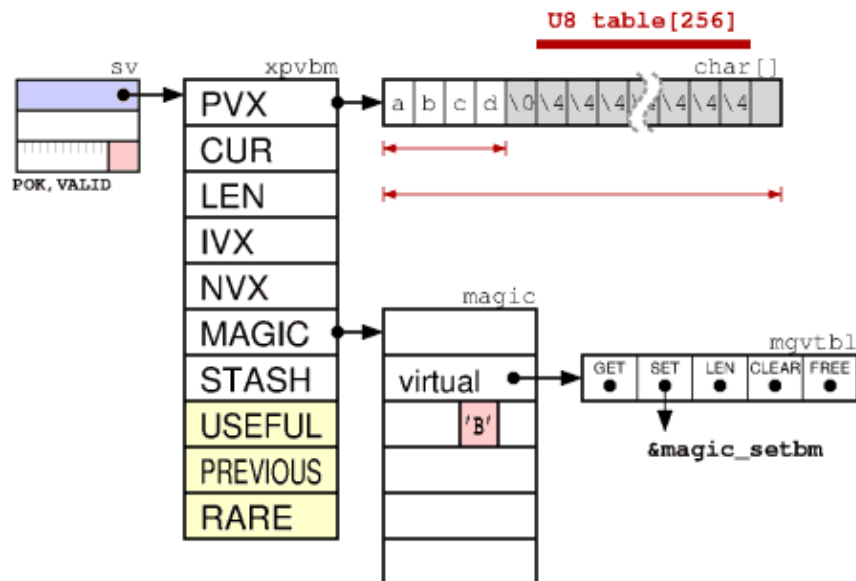 U8 table[256]
sv
xpvbm
char[]
PVX
a b c d \0 \4 \4 \4 \4 \4 \4 \4
CUR
POK,VALID
LEN
IVX
NVX
magic
MAGIC
mgvtbl
STASH
virtual
GET SET LEN CLEAR FREE
USEFUL
'B'
&magic_setbm
PREVIOUS
RARE